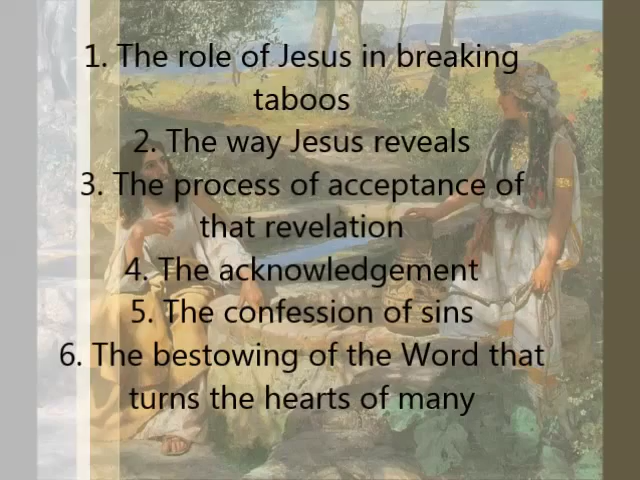 1. The role of Jesus in breaking
taboos
2. The way Jesus reveals
3. The process of acceptance of
that revelation
4. The acknowledgement
5. The confession of sins
6. The bestowing of the Word that
turns the hearts of many